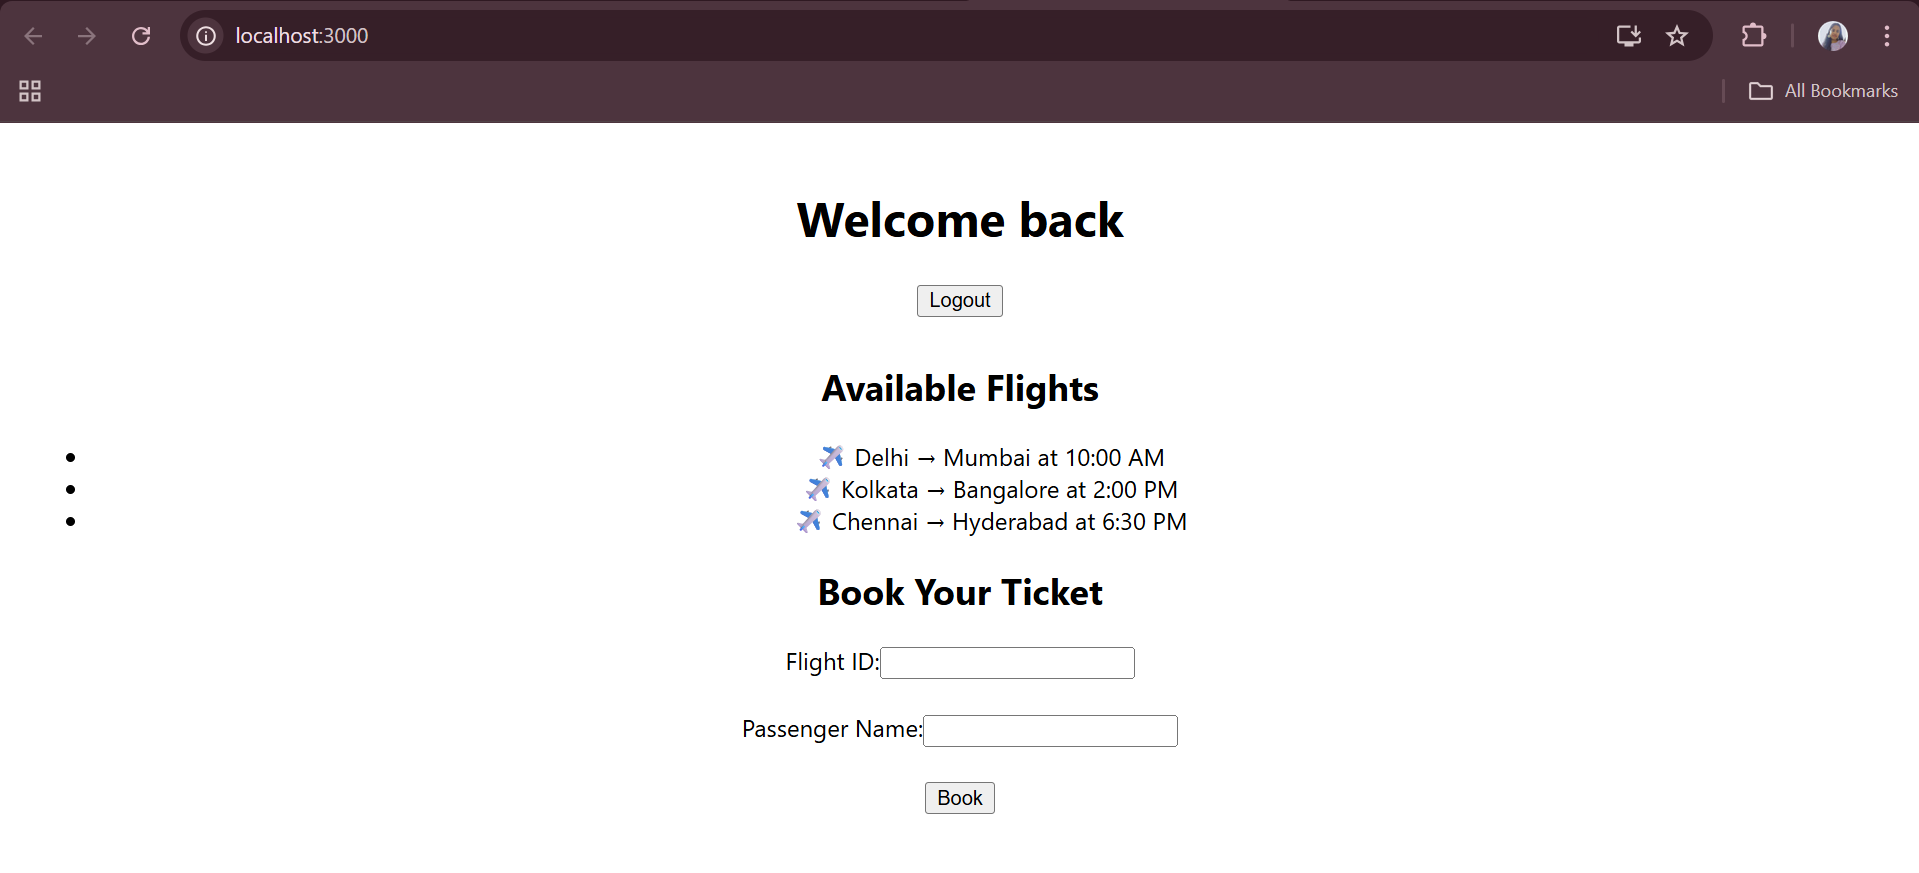 localhost:3000
All Bookmarks
Welcome back
Logout
Available Flights
• ✈️ Delhi → Mumbai at 10:00 AM
• ✈️ Kolkata → Bangalore at 2:00 PM
• ✈️ Chennai → Hyderabad at 6:30 PM
Book Your Ticket
Flight ID:
Passenger Name:
Book